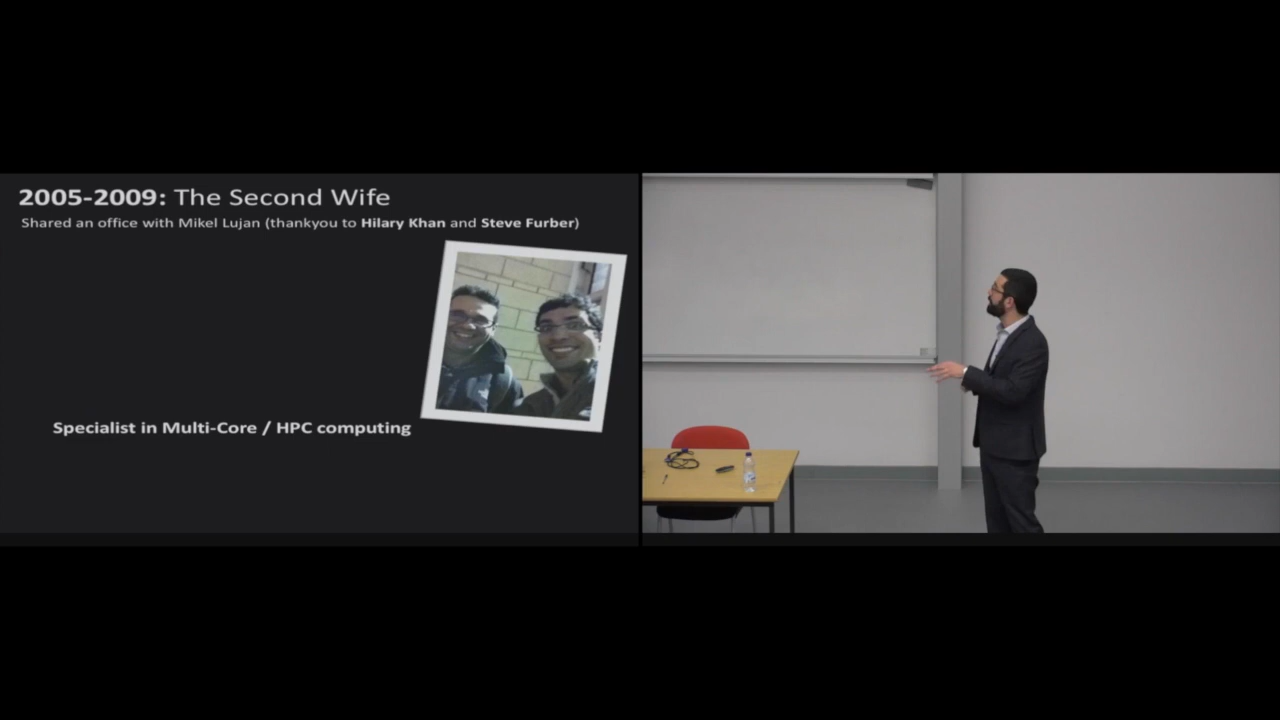 2005-2009: The Second Wife
Shared an office with Mikel Lujan (thankyou to Hilary Khan and Steve Furber)
Specialist in Multi-Core / HPC computing